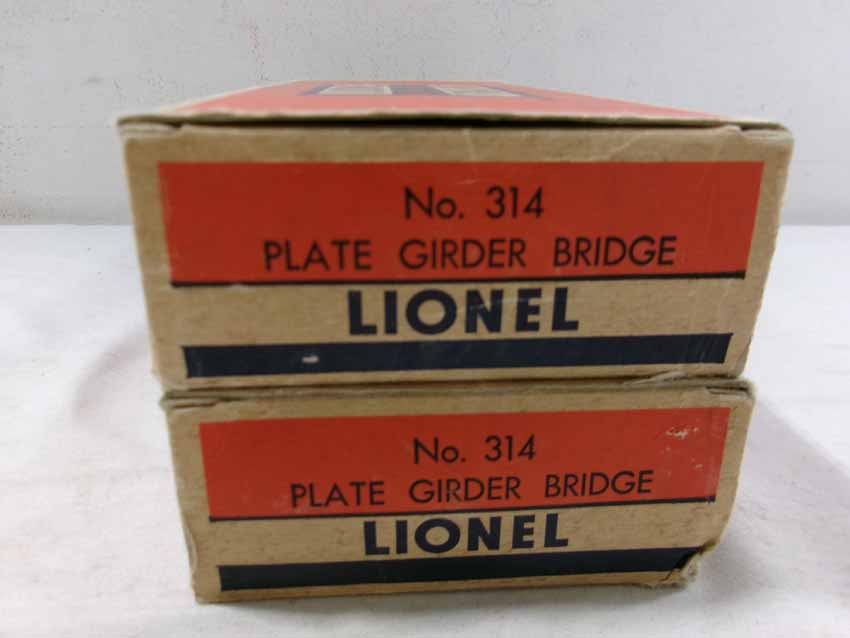 No. 314
PLATE GIRDER BRIDGE
LIONEL
No. 314
PLATE GIRDER BRIDGE
LIONEL